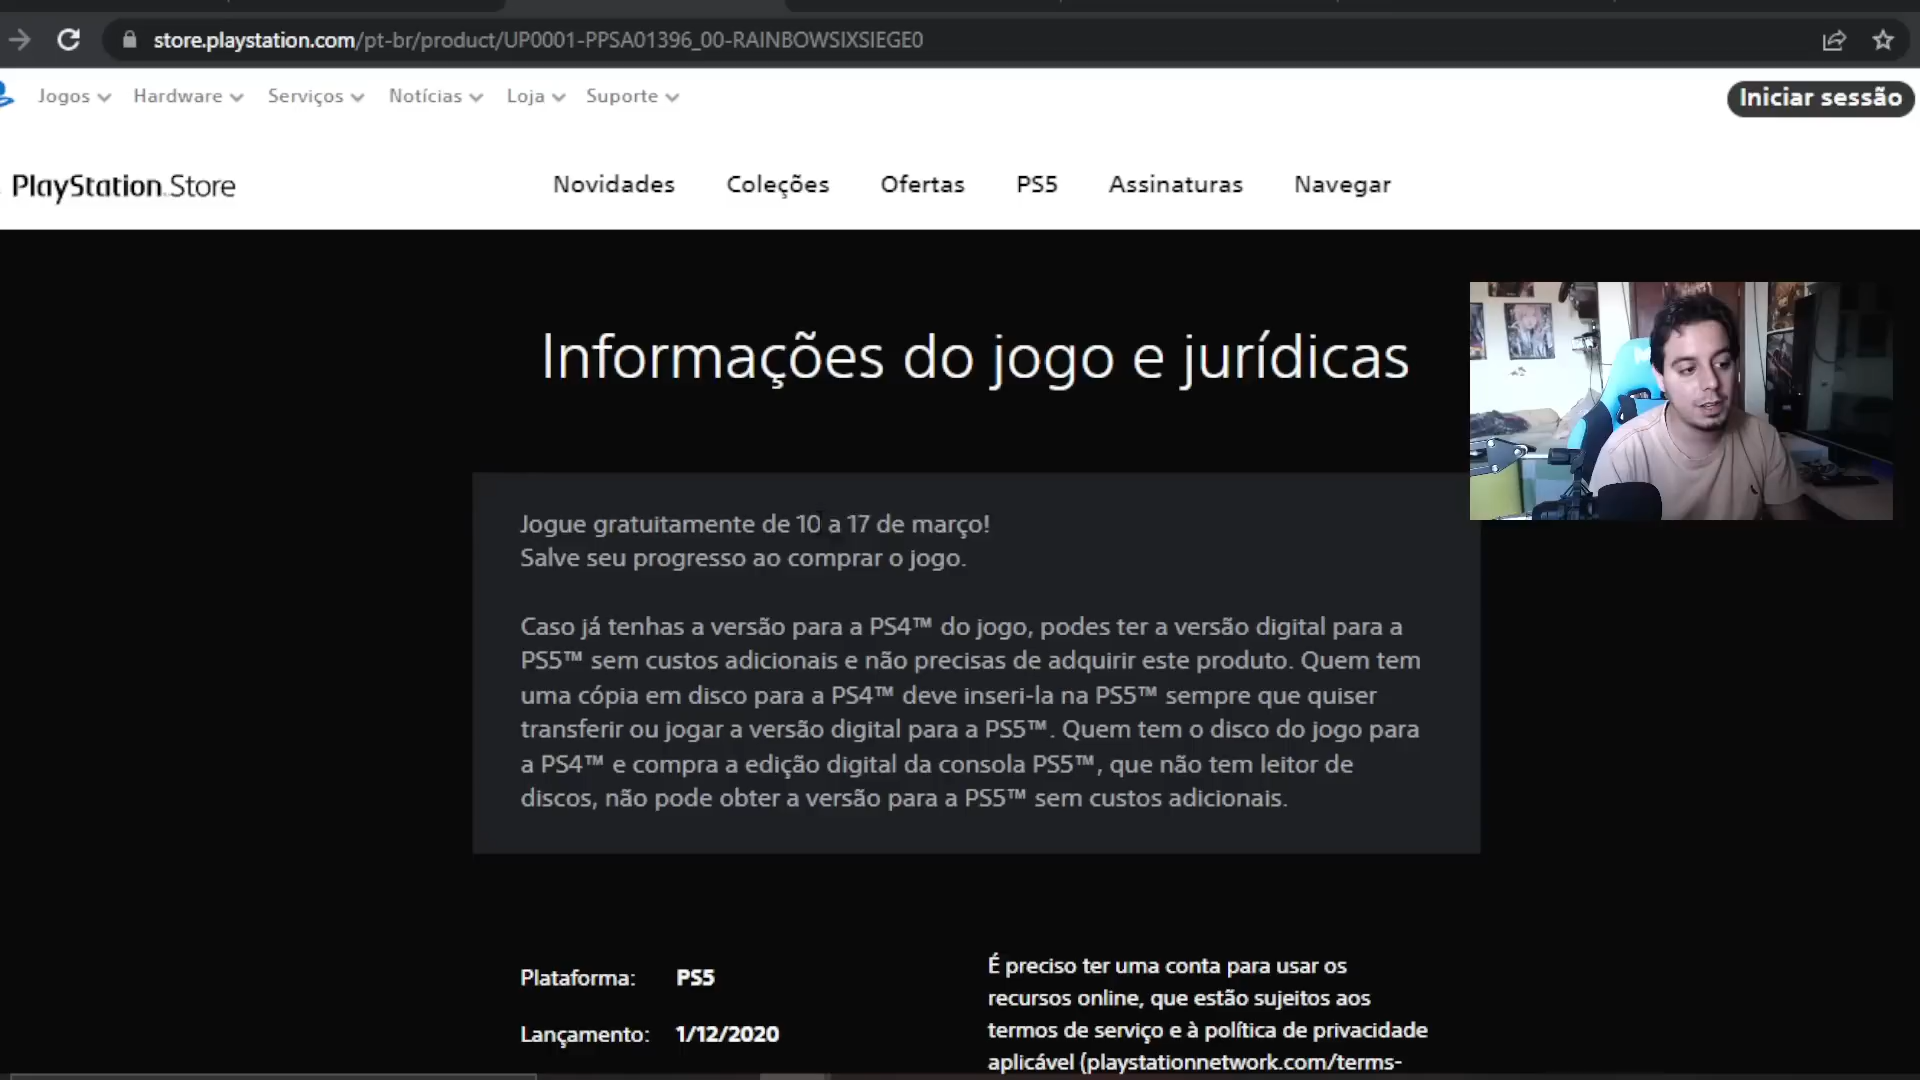 store.playstation.com/pt-br/product/UP0001-PPSA01396_00-RAINBOWSIXSIEGE0
Jogos Hardware Serviços Notícias Loja Suporte
Iniciar sessão
PlayStation Store
Novidades Coleções Ofertas PS5 Assinaturas Navegar
Informações do jogo e jurídicas
Jogue gratuitamente de 10 a 17 de março!
Salve seu progresso ao comprar o jogo.
Caso já tenhas a versão para a PS4™ do jogo, podes ter a versão digital para a
PS5™ sem custos adicionais e não precisas de adquirir este produto. Quem tem
uma cópia em disco para a PS4™ deve inseri-la na PS5™ sempre que quiser
transferir ou jogar a versão digital para a PS5™. Quem tem o disco do jogo para
a PS4™ e compra a edição digital da consola PS5™, que não tem leitor de
discos, não pode obter a versão para a PS5™ sem custos adicionais.
Plataforma: PS5
Lançamento: 1/12/2020
É preciso ter uma conta para usar os
recursos online, que estão sujeitos aos
termos de serviço e à política de privacidade
aplicável (playstationnetwork.com/terms-